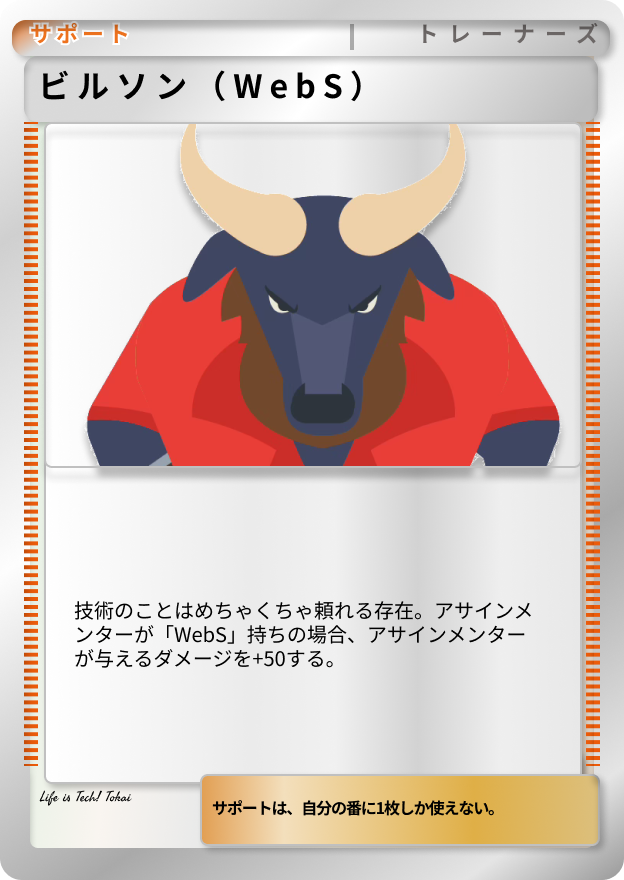 サポート
トレーナーズ
ビルソン（WebS）
技術のことはめちゃくちゃ頼れる存在。アサインメ
ンターが「WebS」持ちの場合、アサインメンター
が与えるダメージを+50する。
Life is Tech! Tokai
サポートは、自分の番に1枚しか使えない。